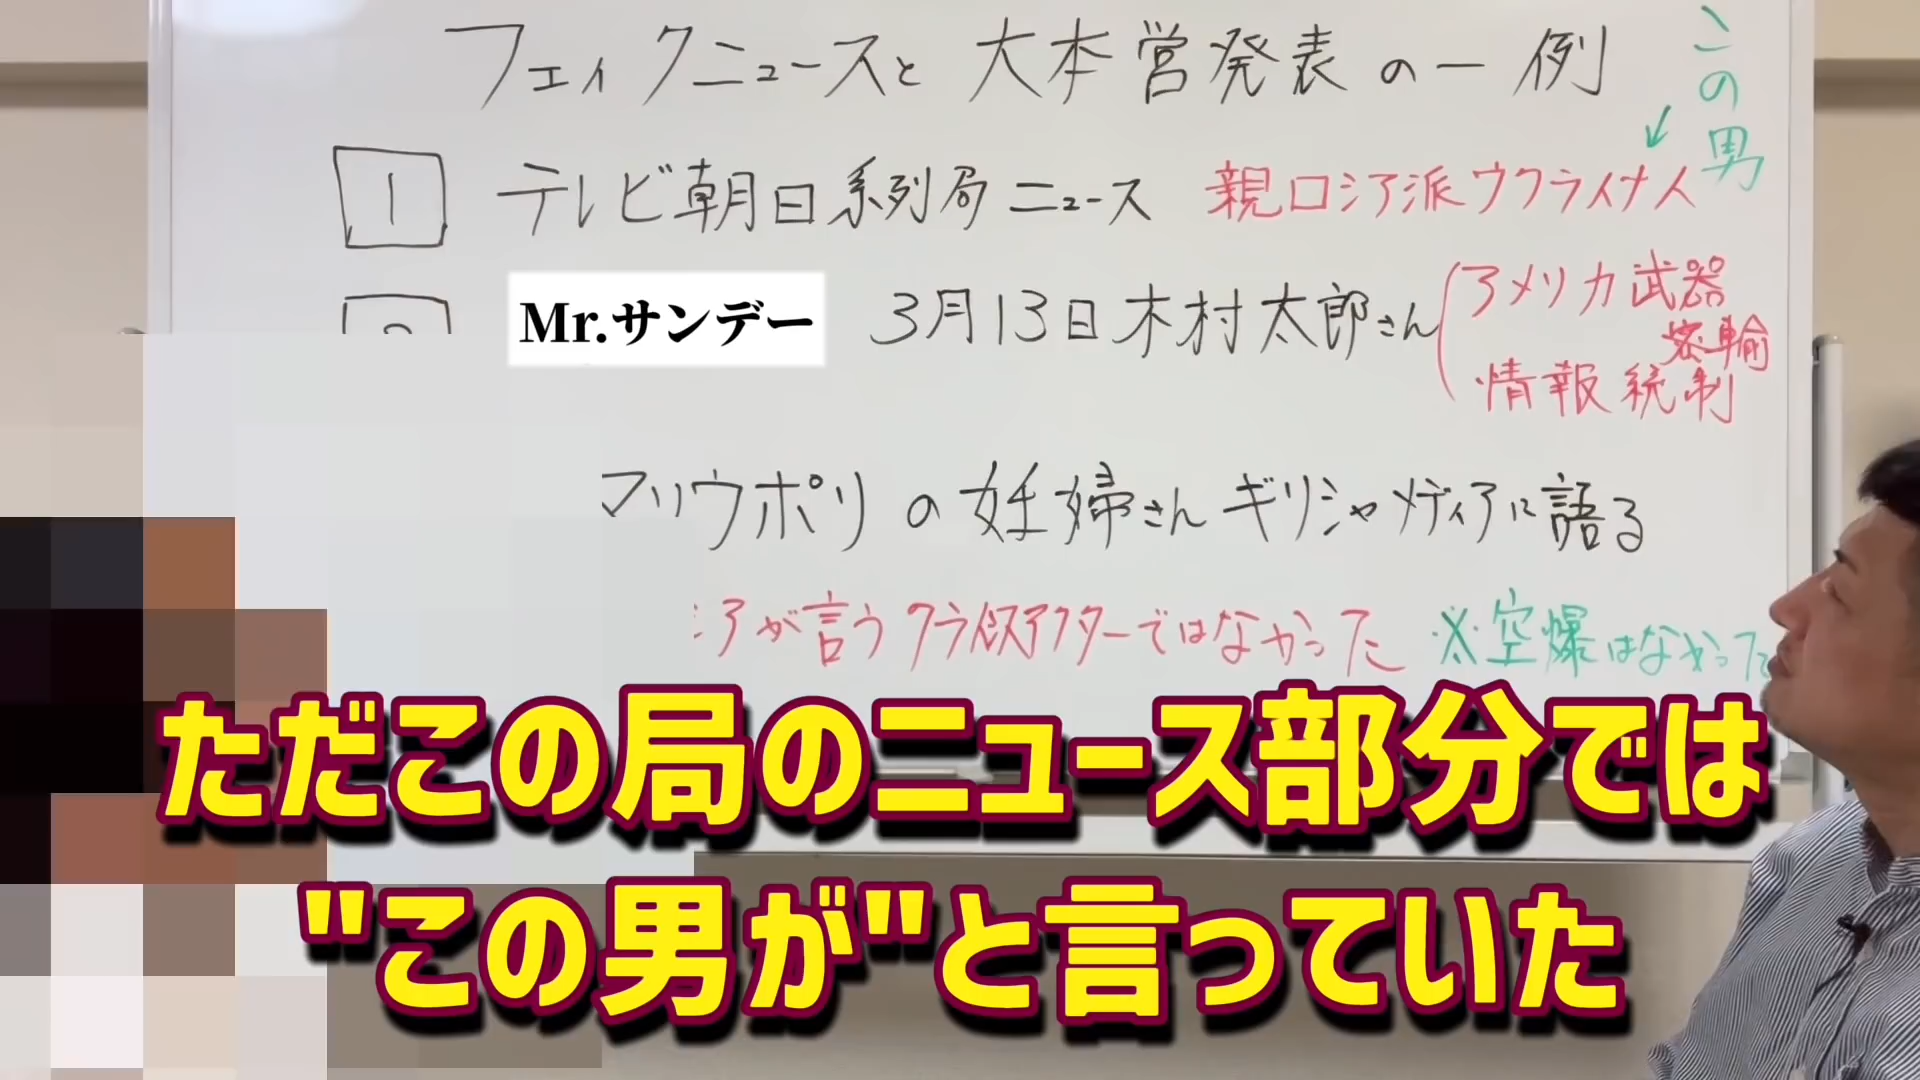 フェイクニュースと大本営発表の一例
この男
1 テレビ朝日系列局ニュース 親ロシア派ウクライナ人
Mr.サンデー 3月13日木村太郎さん
アメリカ武器
密輸
・情報統制
マリウポリの妊婦さんギリシャメディアに語る
アが言うクライシスアクターではなかった ※空爆はなかった
ただこの局のニュース部分では
"この男が"と言っていた